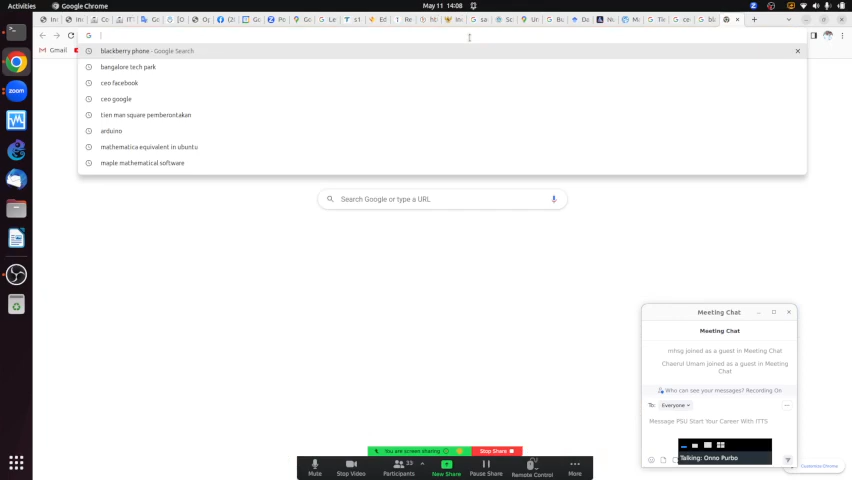 Activities
Google Chrome
May 11 14:08
G
blackberry phone - Google Search
bangalore tech park
ceo facebook
ceo google
tien man square pemberontakan
arduino
mathematica equivalent in ubuntu
maple mathematical software
Gmail
zoom
Search Google or type a URL
Meeting Chat
Meeting Chat
mhsg joined as a guest in Meeting Chat
Chaerul Umam joined as a guest in Meeting
Chat
Who can see your messages? Recording On
To: Everyone
Message PSU Start Your Career With ITTS
Talking: Onno Purbo
Customize Chrome
You are screen sharing
Stop Share
33
Mute
Stop Video
Participants
New Share
Pause Share
Remote Control
More